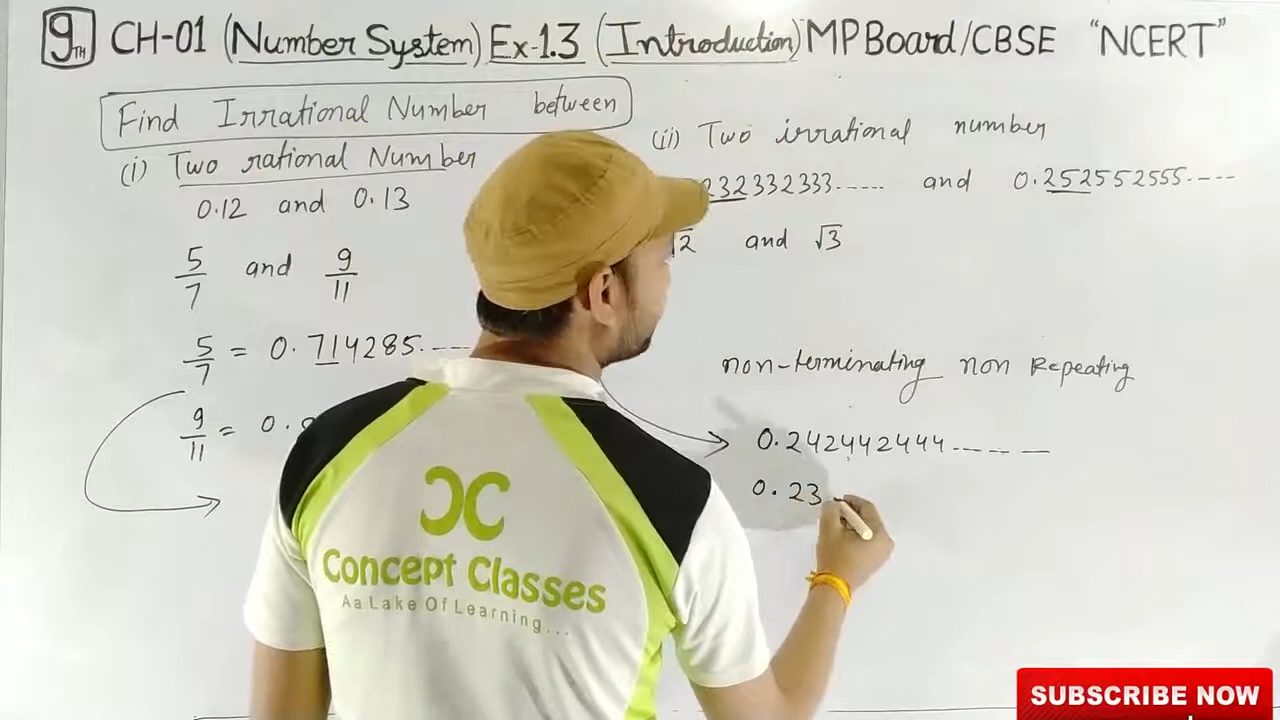 9TH CH-01 (Number System) Ex-1.3 (Introduction) MP Board/CBSE "NCERT"
Find Irrational Number between
(i) Two rational Number
0.12 and 0.13
5/7 and 9/11
5/7 = 0.714285.----
9/11 = 0.
(ii) Two irrational number
232332333..... and 0.252552555.----
√2 and √3
non-terminating non Repeating
0.242442444.---- —
0.23
Concept Classes
Aa Lake Of Learning...
SUBSCRIBE NOW